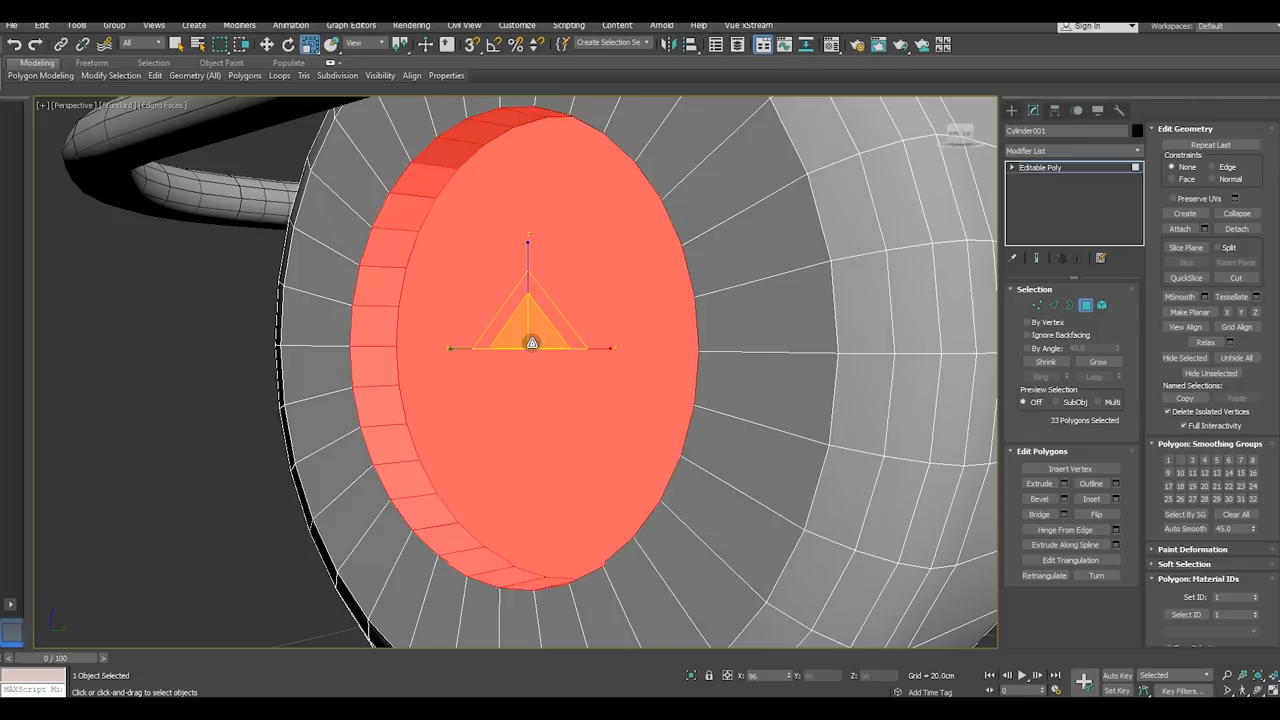 File Edit Tools Group Views Create Modifiers Animation Graph Editors Rendering Civil View Customize Scripting Content Arnold Help Vue xStream
Sign In Workspaces: Default
All View Create Selection Se
Modeling Freeform Selection Object Paint Populate
Polygon Modeling Modify Selection Edit Geometry (All) Polygons Loops Tris Subdivision Visibility Align Properties
[+] [Perspective] [Standard] [Edged Faces]
Cylinder001
Modifier List
Editable Poly
Selection
By Vertex
Ignore Backfacing
By Angle: 45.0
Shrink Grow
Ring Loop
Preview Selection
Off SubObj Multi
33 Polygons Selected
Edit Polygons
Insert Vertex
Extrude Outline
Bevel Inset
Bridge Flip
Hinge From Edge
Extrude Along Spline
Edit Triangulation
Retriangulate Turn
Edit Geometry
Repeat Last
Constraints
None Edge
Face Normal
Preserve UVs
Create Collapse
Attach Detach
Slice Plane Split
Slice Reset Plane
QuickSlice Cut
MSmooth Tessellate
Make Planar X Y Z
View Align Grid Align
Relax
Hide Selected Unhide All
Hide Unselected
Named Selections:
Copy Paste
Delete Isolated Vertices
Full Interactivity
Polygon: Smoothing Groups
1 3 4 5 6 7 8
9 10 11 12 13 14 15 16
17 18 19 20 21 22 23 24
25 26 27 28 29 30 31 32
Select By SG Clear All
Auto Smooth 45.0
Paint Deformation
Soft Selection
Polygon: Material IDs
Set ID: 1
Select ID 1
0 / 100
1 Object Selected
MAXScript Mi
Click or click-and-drag to select objects
X: 96 Y: Z: Grid = 20.0cm
Add Time Tag
0
Auto Key Selected
Set Key Key Filters...